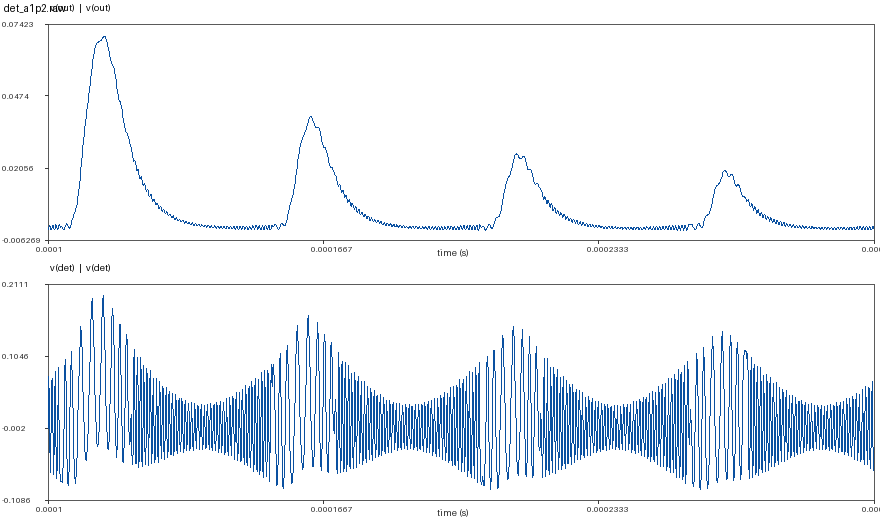 det_a1p2.raw
v(out) | v(out)
0.07423
0.0474
0.02056
-0.006269
0.0001
0.0001667
0.0002333
time (s)
v(det) | v(det)
0.2111
0.1046
-0.002
-0.1086
0.0001
0.0001667
0.0002333
time (s)